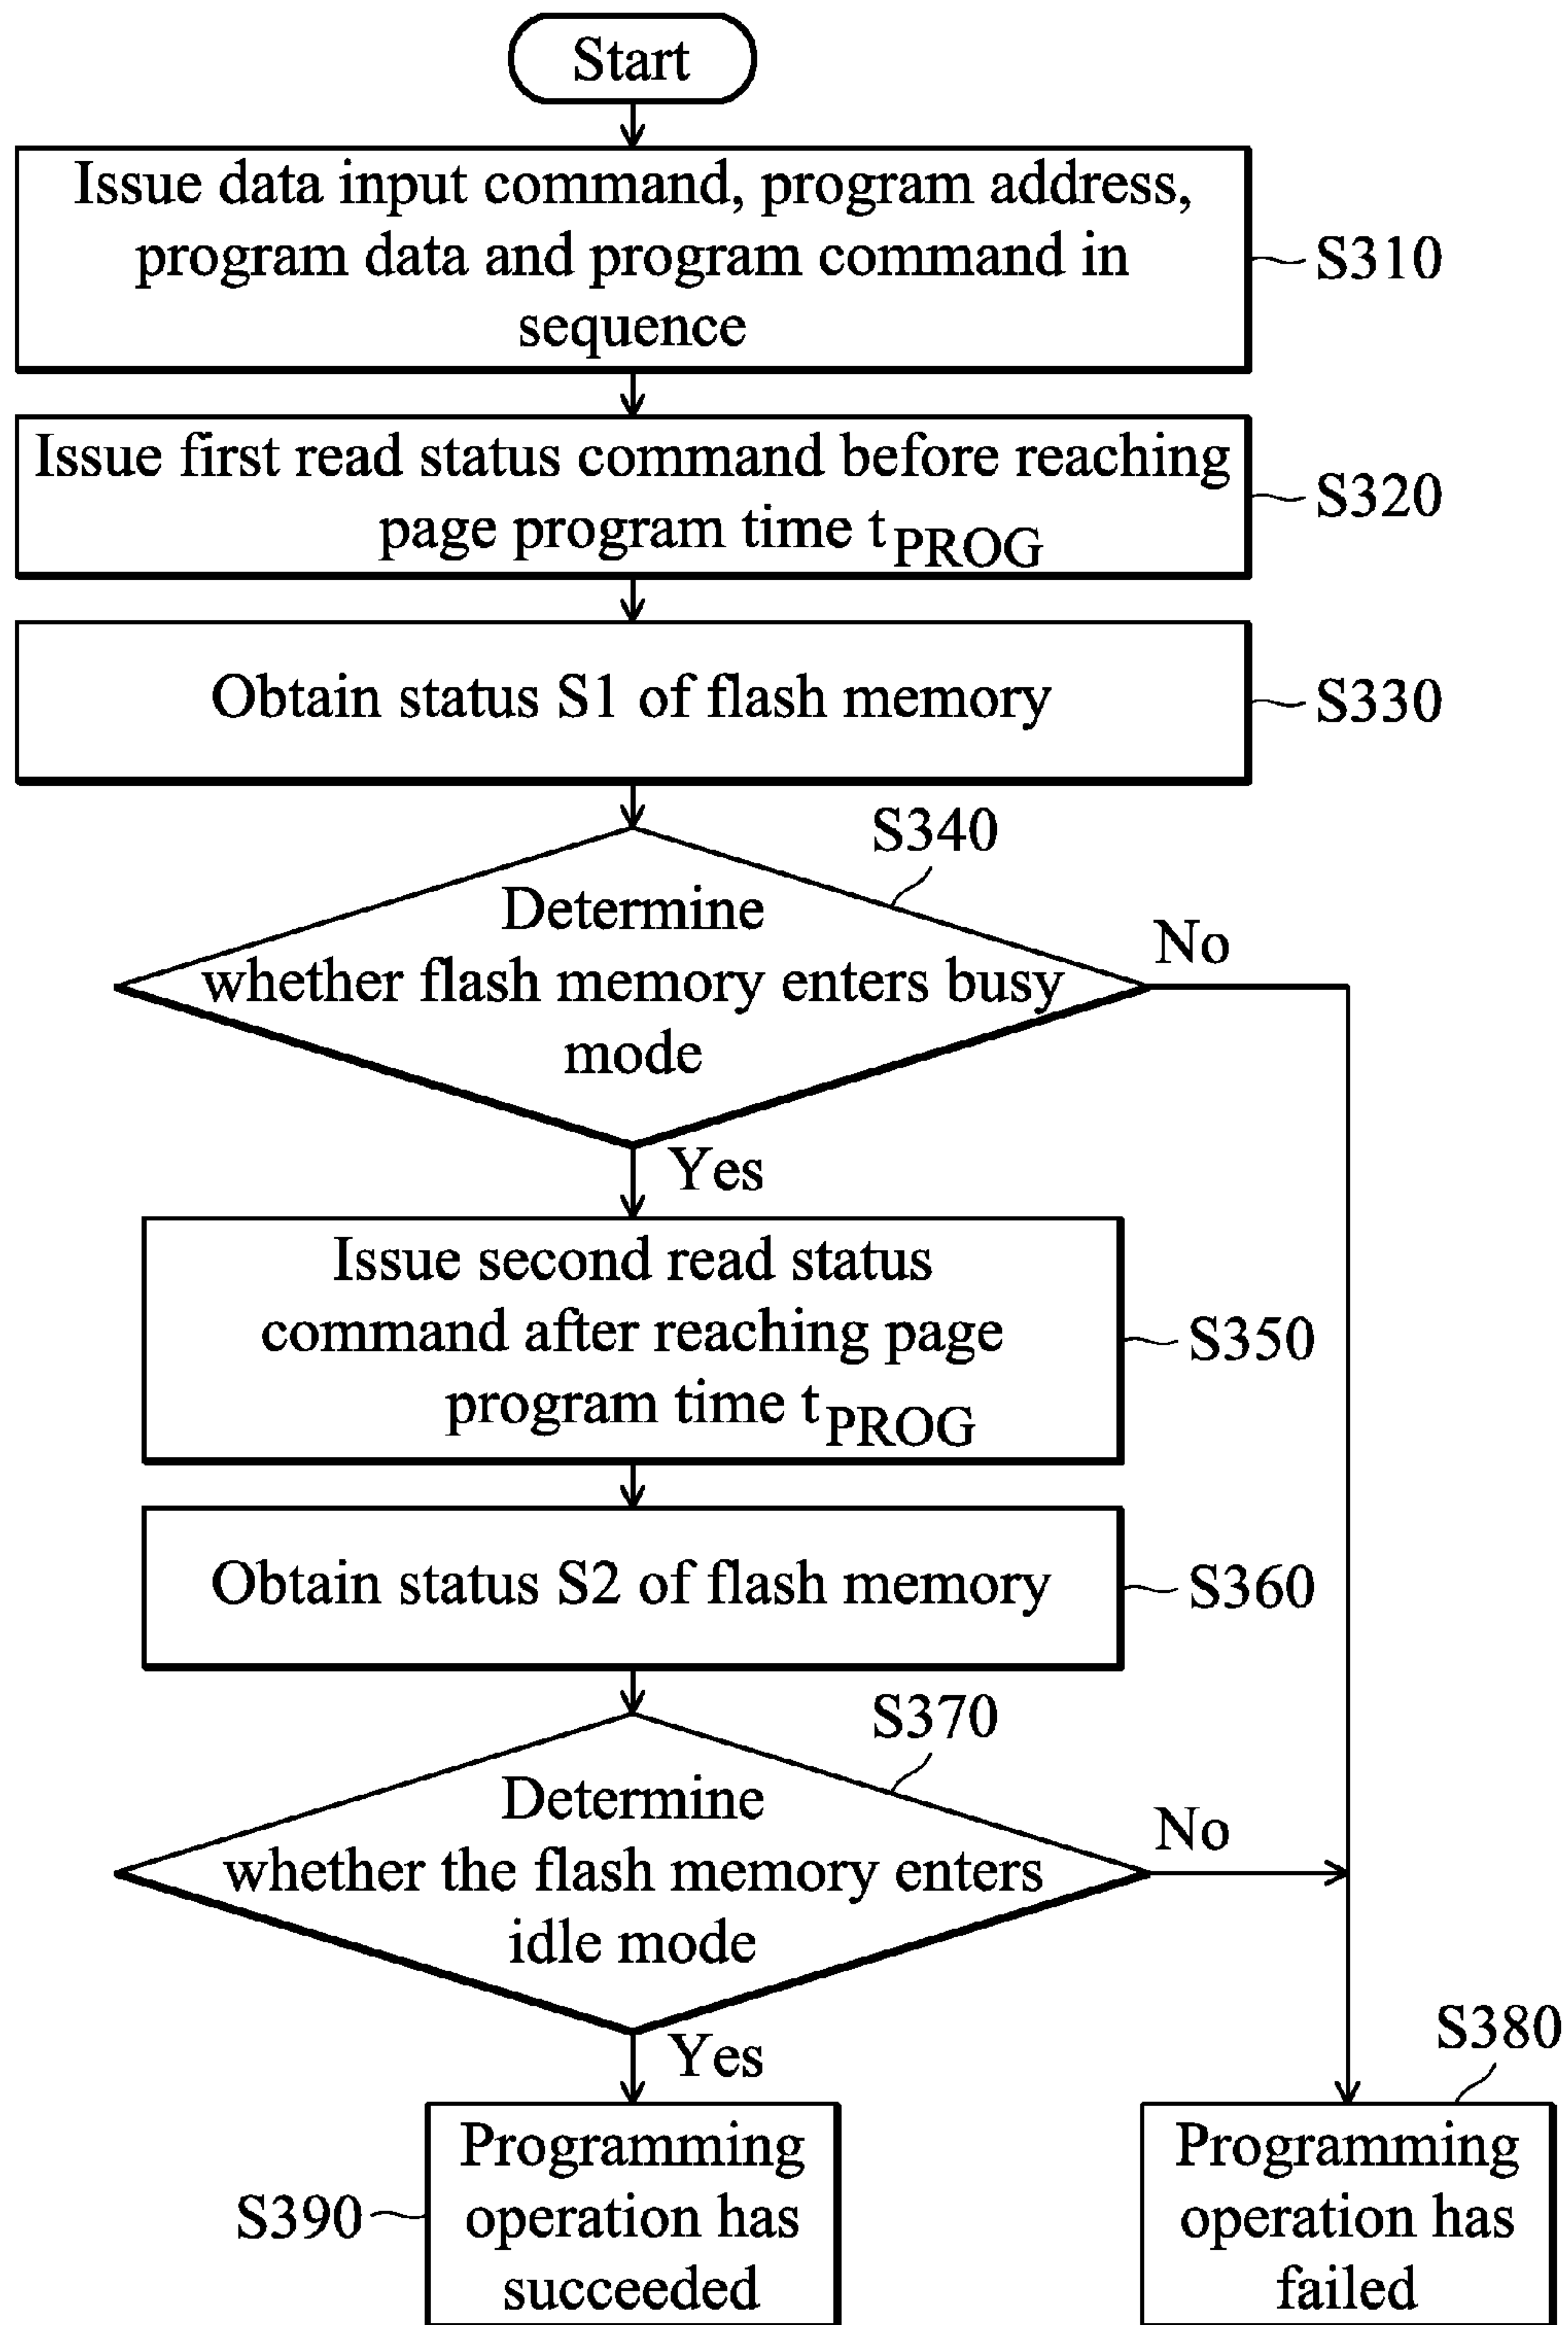 Start
Issue data input command, program address,
program data and program command in
sequence
S310
Issue first read status command before reaching
page program time tPROG
S320
Obtain status S1 of flash memory
S330
S340
Determine
whether flash memory enters busy
mode
No
Yes
Issue second read status
command after reaching page
program time tPROG
S350
Obtain status S2 of flash memory
S360
S370
Determine
whether the flash memory enters
idle mode
No
Yes
S380
Programming
operation has
succeeded
S390
Programming
operation has
failed